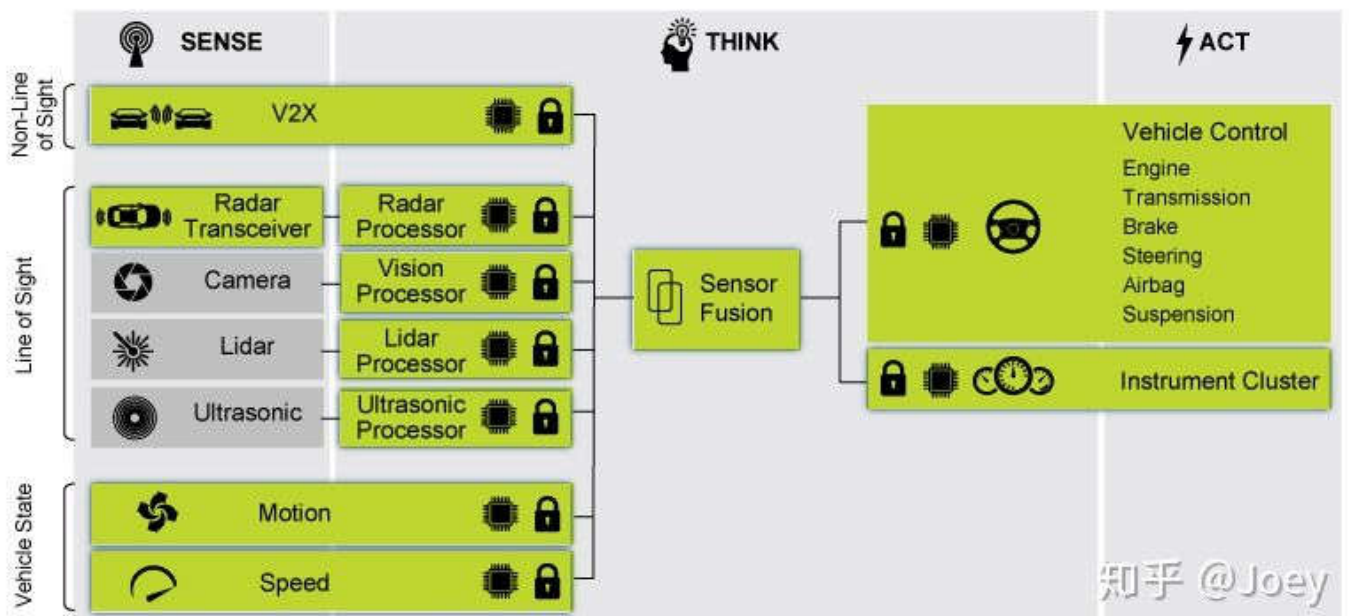 SENSE
THINK
ACT
Non-Line
of Sight
V2X
Line of Sight
Radar
Transceiver
Radar
Processor
Camera
Vision
Processor
Lidar
Lidar
Processor
Ultrasonic
Ultrasonic
Processor
Vehicle State
Motion
Speed
Sensor
Fusion
Vehicle Control
Engine
Transmission
Brake
Steering
Airbag
Suspension
Instrument Cluster
知乎 @Joey